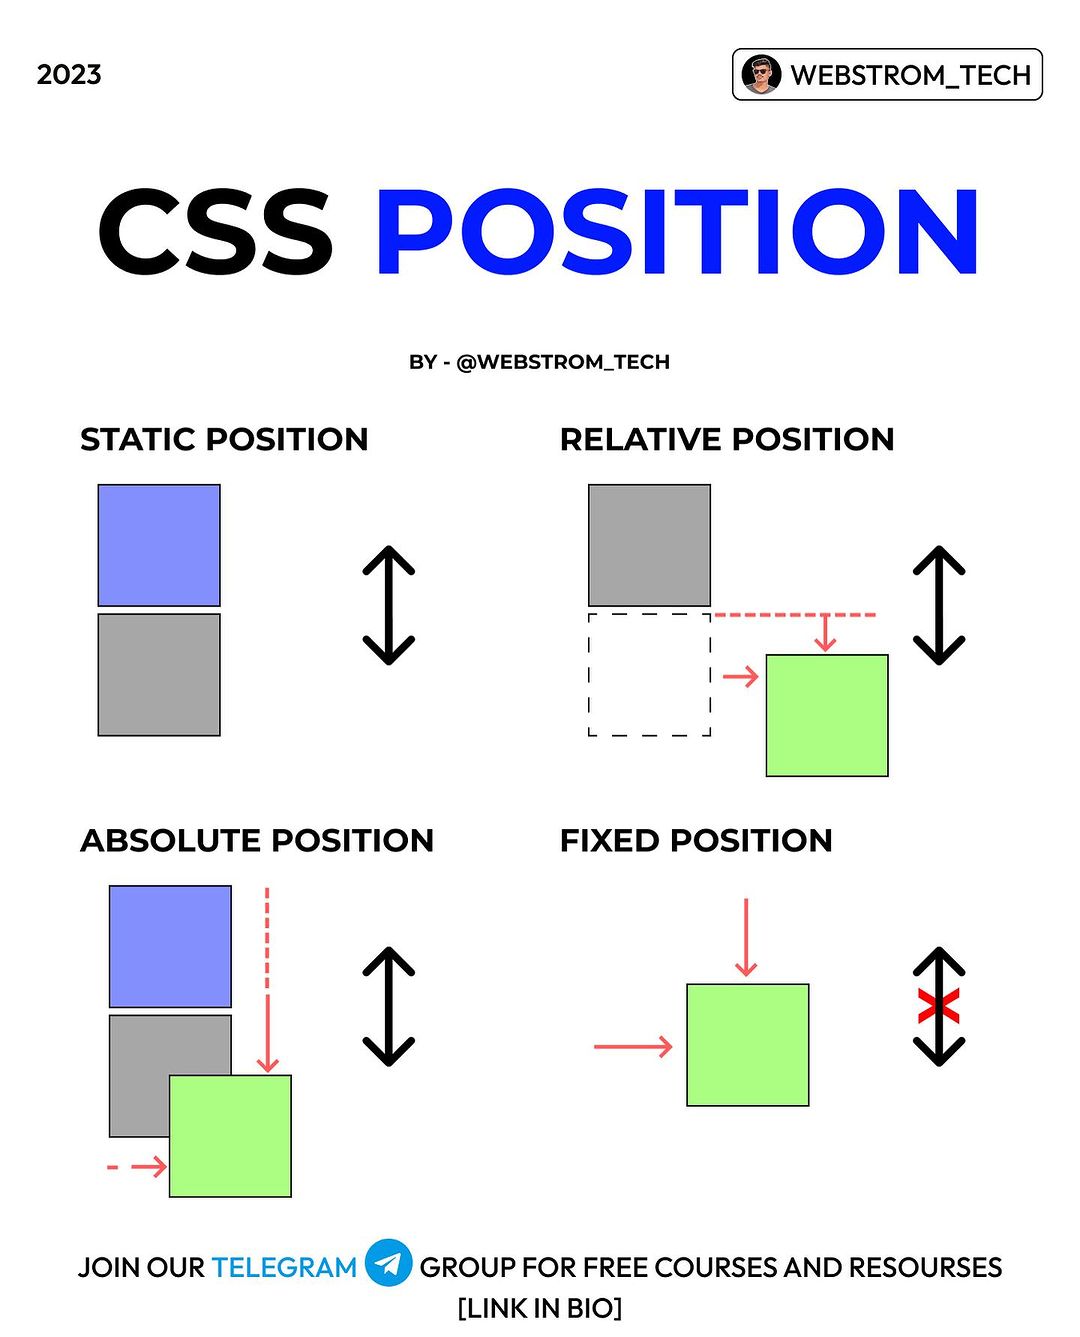 2023
WEBSTROM_TECH
CSS POSITION
BY - @WEBSTROM_TECH
STATIC POSITION
RELATIVE POSITION
ABSOLUTE POSITION
FIXED POSITION
JOIN OUR TELEGRAM GROUP FOR FREE COURSES AND RESOURSES
[LINK IN BIO]